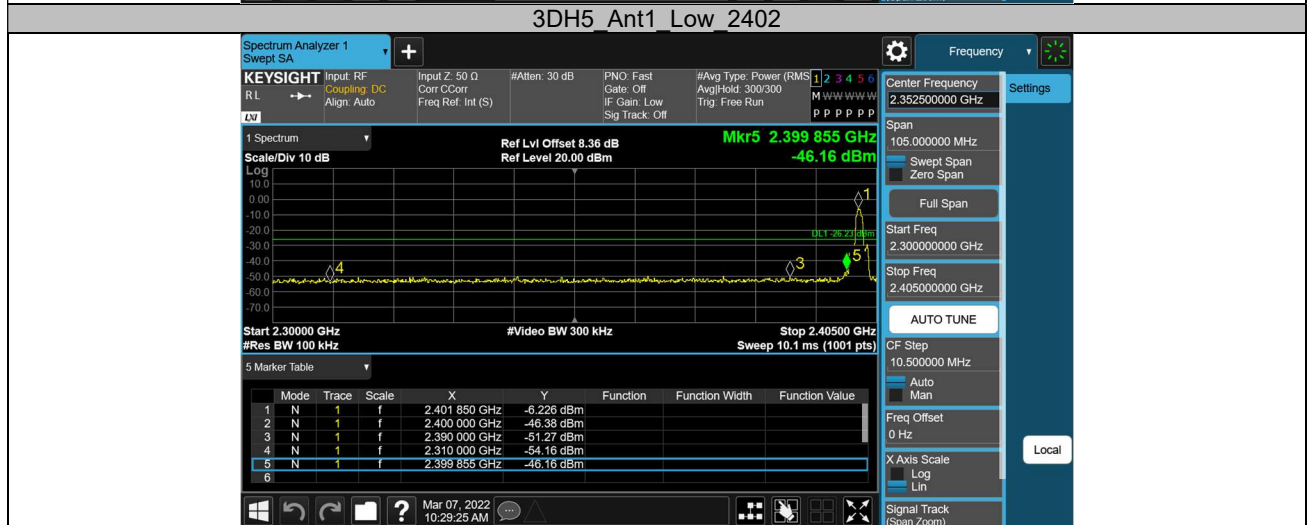 3DH5_Ant1_Low_2402
Spectrum Analyzer 1
Swept SA
+
Frequency
KEYSIGHT
RL
LXI
Input: RF
Coupling: DC
Align: Auto
Input Z: 50 Ω
Corr CCorr
Freq Ref: Int (S)
#Atten: 30 dB
PNO: Fast
Gate: Off
IF Gain: Low
Sig Track: Off
#Avg Type: Power (RMS
Avg|Hold: 300/300
Trig: Free Run
1 2 3 4 5 6
M W W W W W
P P P P P P
1 Spectrum
Scale/Div 10 dB
Ref Lvl Offset 8.36 dB
Ref Level 20.00 dBm
Mkr5 2.399 855 GHz
-46.16 dBm
Log
10.0
0.00
-10.0
-20.0
-30.0
-40.0
-50.0
-60.0
-70.0
1
DL1 -26.23 dBm
5
3
4
Start 2.30000 GHz
#Video BW 300 kHz
Stop 2.40500 GHz
#Res BW 100 kHz
Sweep 10.1 ms (1001 pts)
5 Marker Table
Mode Trace Scale X Y Function Function Width Function Value
1 N 1 f 2.401 850 GHz -6.226 dBm
2 N 1 f 2.400 000 GHz -46.38 dBm
3 N 1 f 2.390 000 GHz -51.27 dBm
4 N 1 f 2.310 000 GHz -54.16 dBm
5 N 1 f 2.399 855 GHz -46.16 dBm
6
?
Mar 07, 2022
10:29:25 AM
Center Frequency
2.352500000 GHz
Settings
Span
105.000000 MHz
Swept Span
Zero Span
Full Span
Start Freq
2.300000000 GHz
Stop Freq
2.405000000 GHz
AUTO TUNE
CF Step
10.500000 MHz
Auto
Man
Freq Offset
0 Hz
Local
X Axis Scale
Log
Lin
Signal Track
(Span Zoom)